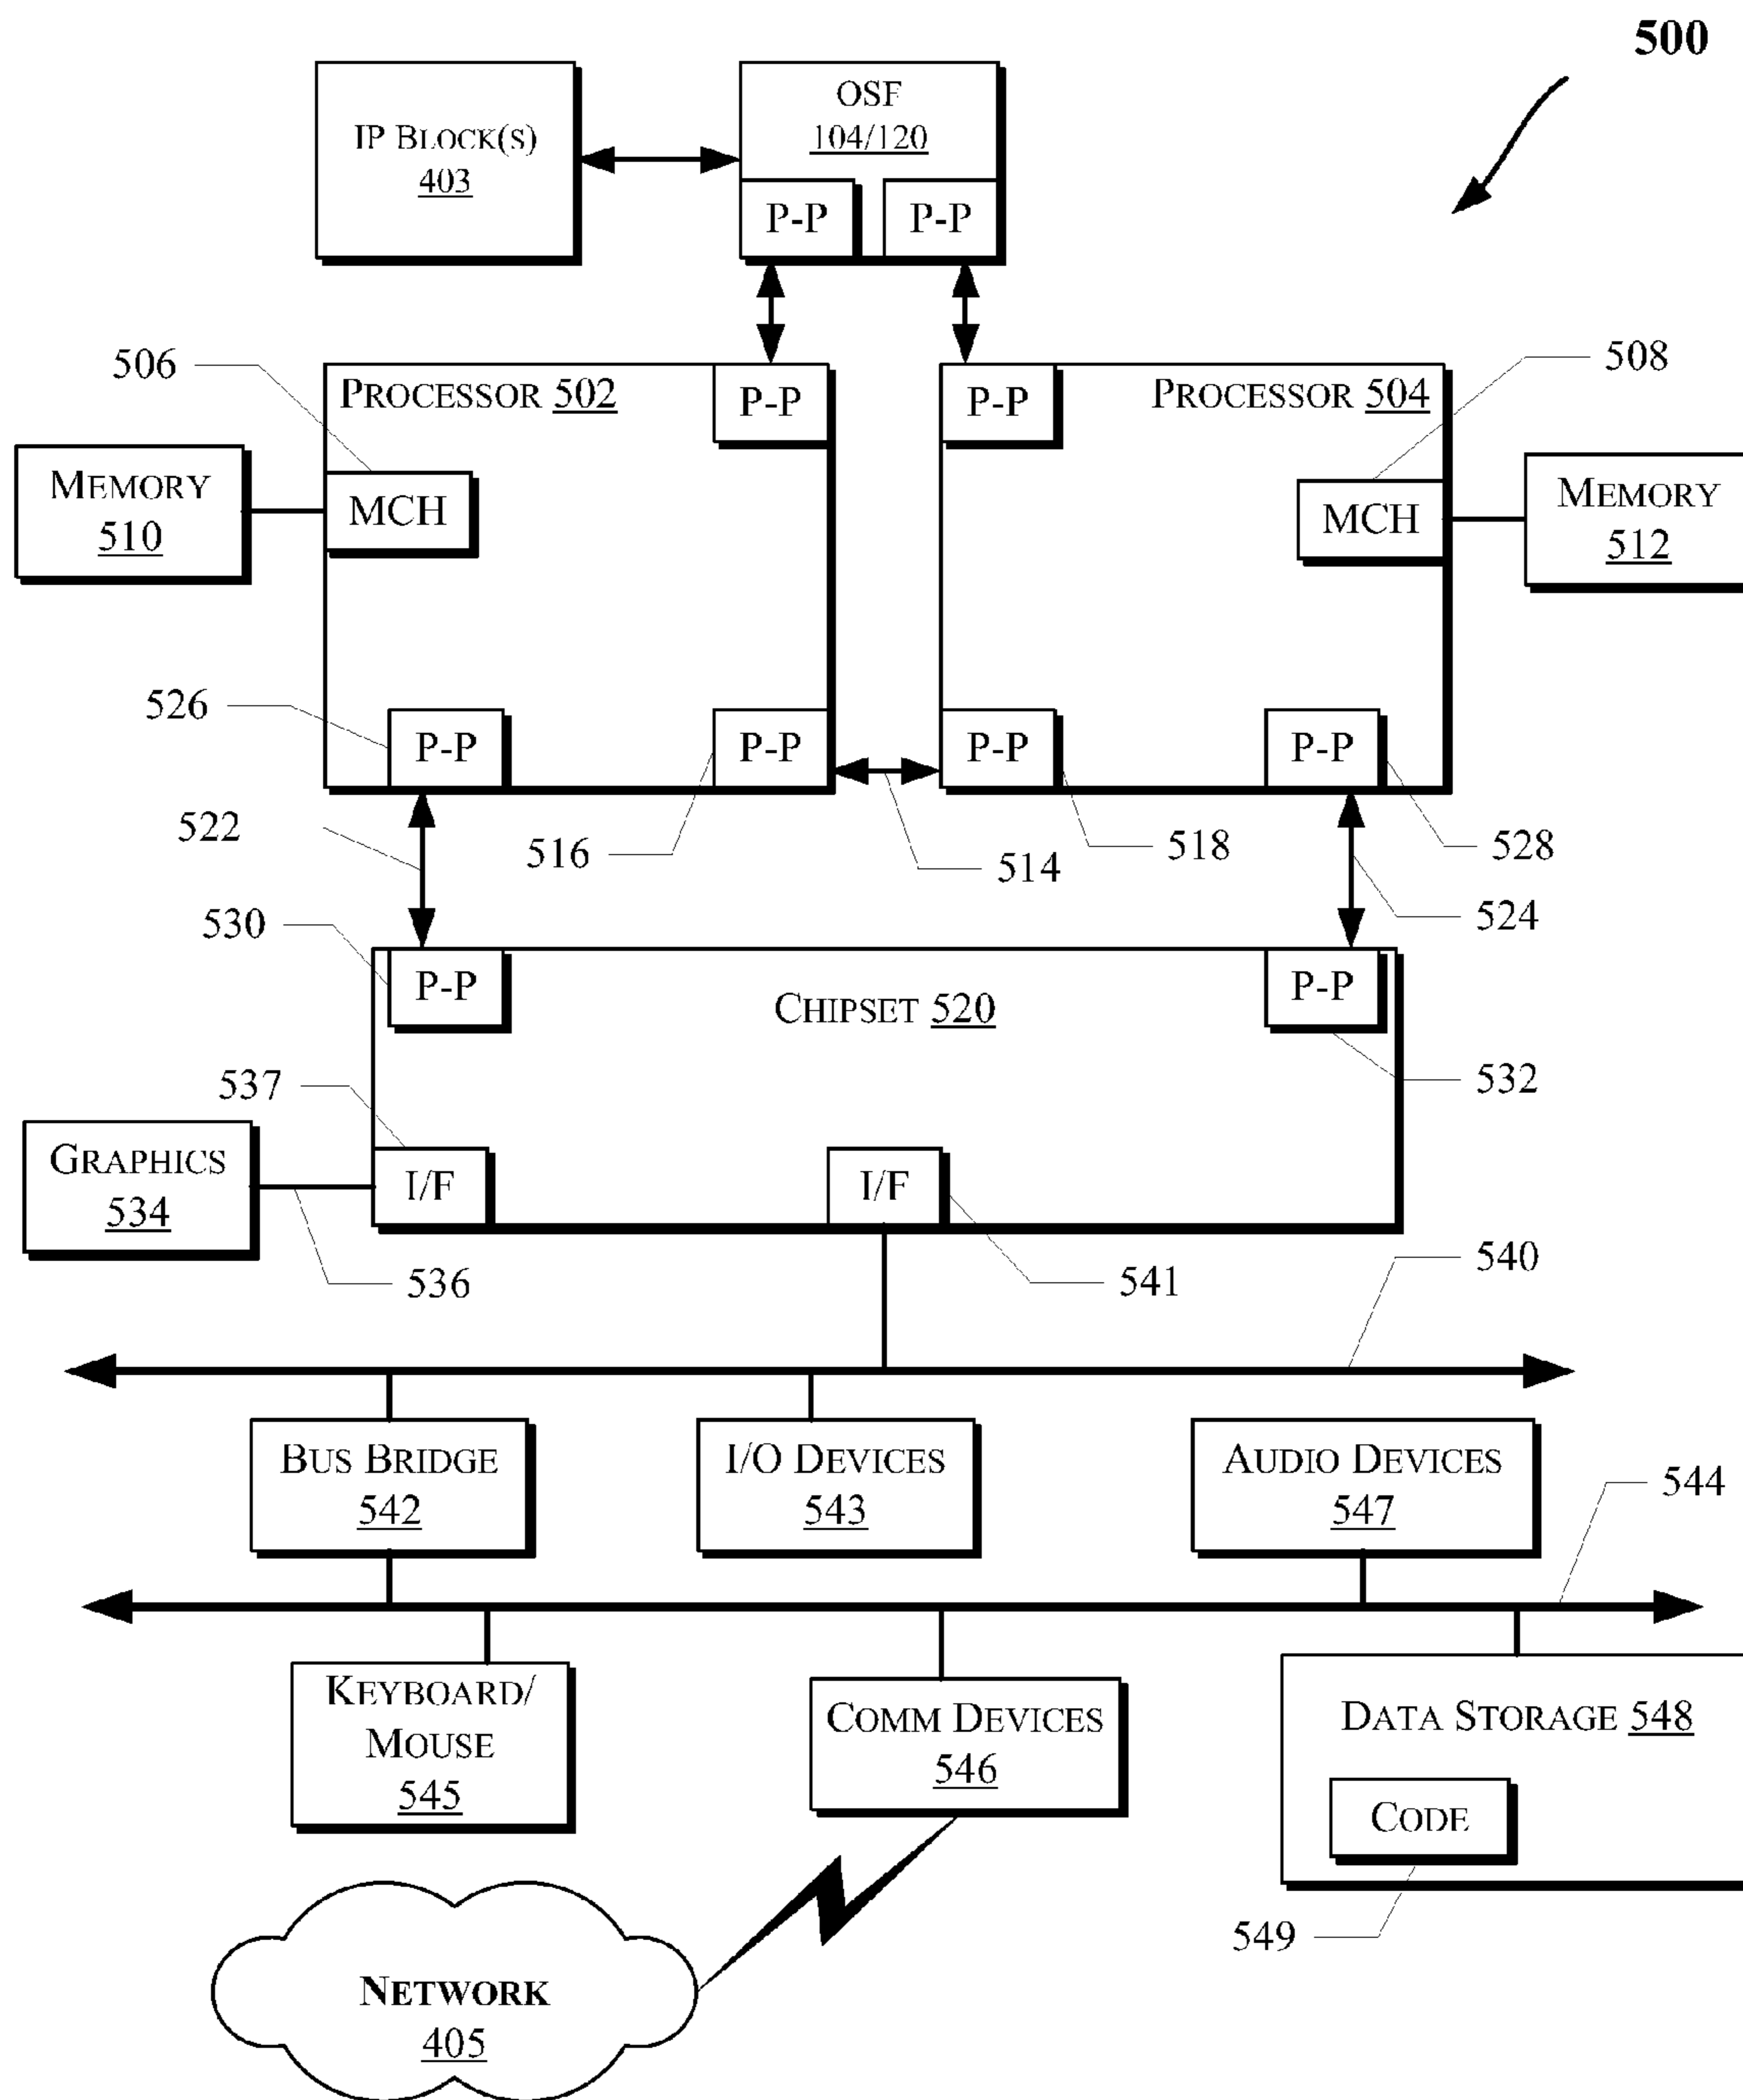 500
IP BLOCK(S)
403
OSF
104/120
P-P
P-P
506
508
PROCESSOR 502
P-P
P-P
PROCESSOR 504
MEMORY
510
MCH
MCH
MEMORY
512
526
P-P
P-P
P-P
P-P
522
516
514
518
528
524
530
P-P
CHIPSET 520
P-P
537
532
GRAPHICS
534
I/F
I/F
536
541
540
BUS BRIDGE
542
I/O DEVICES
543
AUDIO DEVICES
547
544
KEYBOARD/
MOUSE
545
COMM DEVICES
546
DATA STORAGE 548
CODE
549
NETWORK
405